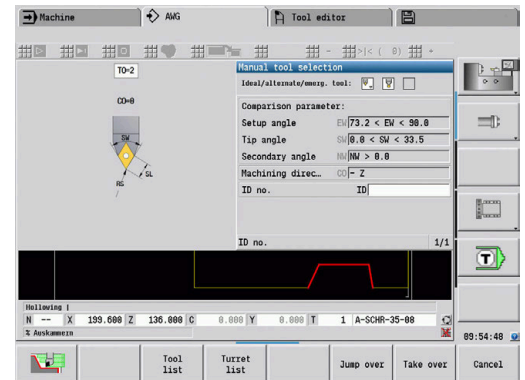 Machine
AWG
Tool editor
TO=2
CO=0
SW
SL
RS
Manual tool selection
Ideal/alternate/emerg. tool:
Comparison parameter:
Setup angle EW 73.2 < EW < 90.0
Tip angle SW 0.0 < SW < 33.5
Secondary angle NW NW > 0.0
Machining direc… CO - Z
ID no. ID
ID no. 1/1
Hollowing |
N -- X 199.600 Z 136.000 C 0.000 Y 0.000 T 1 A-SCHR-35-08
% Auskammern
T
09:54:48
Tool list
Turret list
Jump over
Take over
Cancel